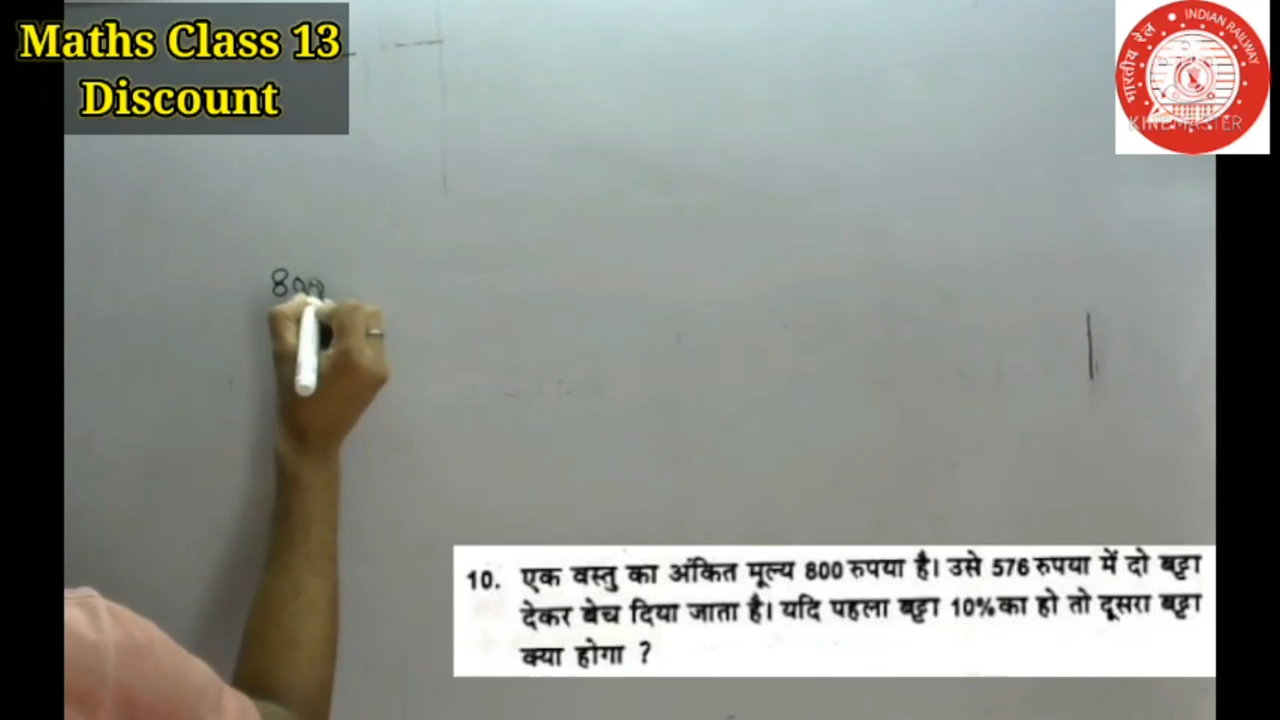 Maths Class 13
Discount
भारतीय रेल
INDIAN RAILWAY
KINEMASTER
800
10. एक वस्तु का अंकित मूल्य 800 रुपया है। उसे 576 रुपया में दो बट्टा
देकर बेच दिया जाता है। यदि पहला बट्टा 10% का हो तो दूसरा बट्टा
क्या होगा ?